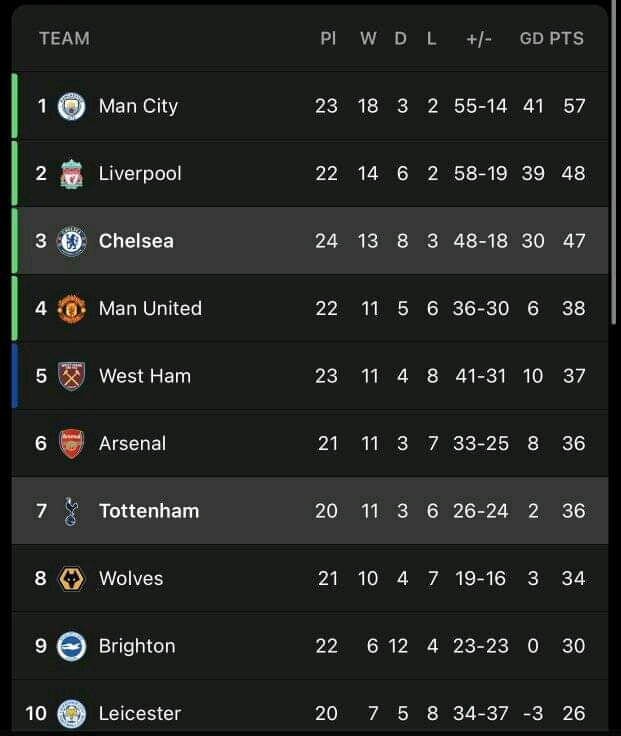 TEAM Pl W D L +/- GD PTS
1 Man City 23 18 3 2 55-14 41 57
2 Liverpool 22 14 6 2 58-19 39 48
3 Chelsea 24 13 8 3 48-18 30 47
4 Man United 22 11 5 6 36-30 6 38
5 West Ham 23 11 4 8 41-31 10 37
6 Arsenal 21 11 3 7 33-25 8 36
7 Tottenham 20 11 3 6 26-24 2 36
8 Wolves 21 10 4 7 19-16 3 34
9 Brighton 22 6 12 4 23-23 0 30
10 Leicester 20 7 5 8 34-37 -3 26